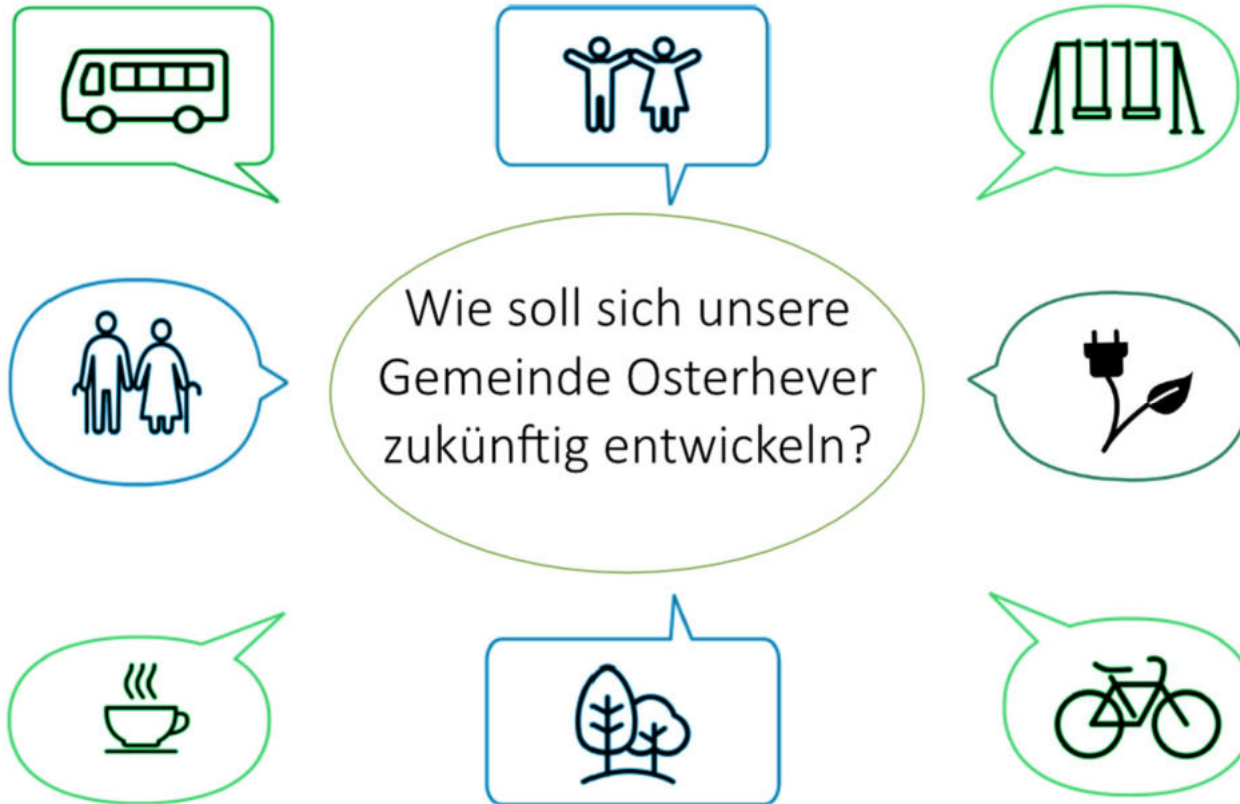 Wie soll sich unsere
Gemeinde Osterhever
zukünftig entwickeln?